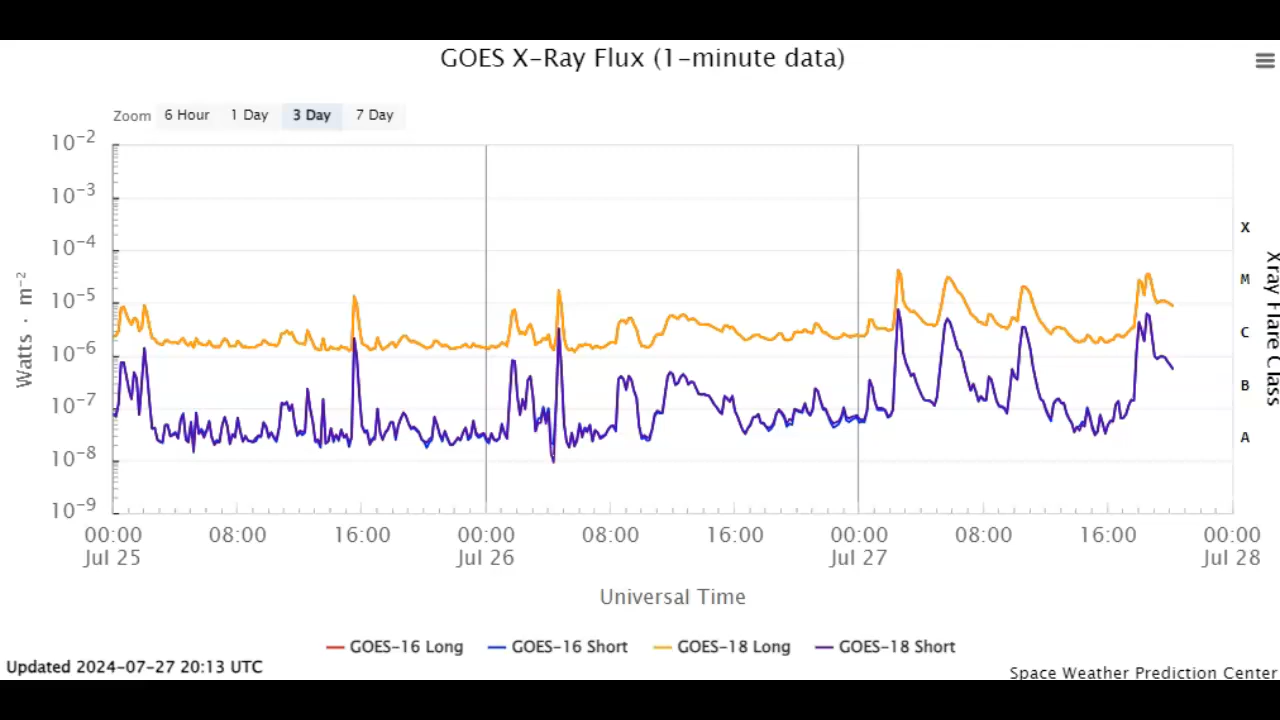 GOES X-Ray Flux (1-minute data)
Zoom 6 Hour 1 Day 3 Day 7 Day
10⁻²
10⁻³
10⁻⁴
10⁻⁵
10⁻⁶
10⁻⁷
10⁻⁸
10⁻⁹
Watts · m⁻²
X
M
C
B
A
Xray Flare Class
00:00 08:00 16:00 00:00 08:00 16:00 00:00 08:00 16:00 00:00
Jul 25 Jul 26 Jul 27 Jul 28
Universal Time
GOES-16 Long GOES-16 Short GOES-18 Long GOES-18 Short
Updated 2024-07-27 20:13 UTC
Space Weather Prediction Center